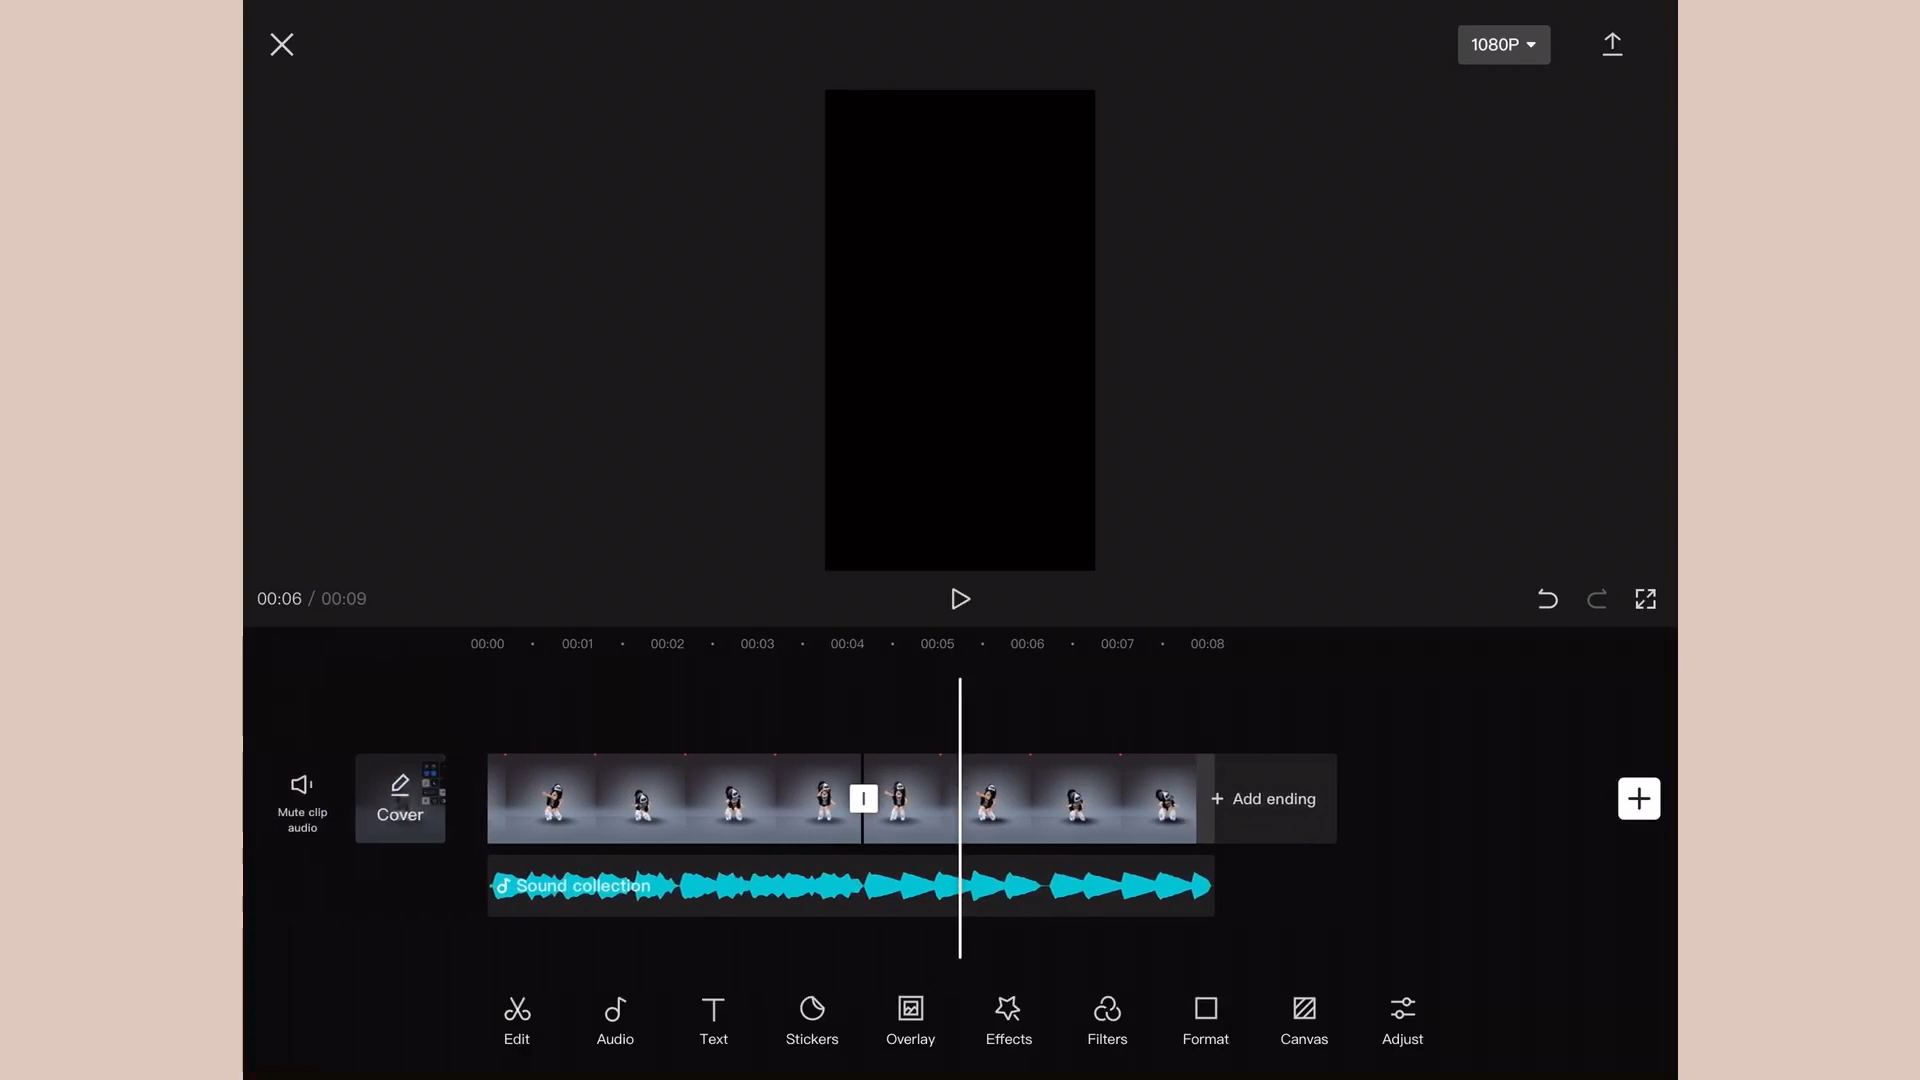 1080P
00:06 / 00:09
00:00 00:01 00:02 00:03 00:04 00:05 00:06 00:07 00:08
Mute clip
audio
Cover
+ Add ending
Sound collection
Edit Audio Text Stickers Overlay Effects Filters Format Canvas Adjust